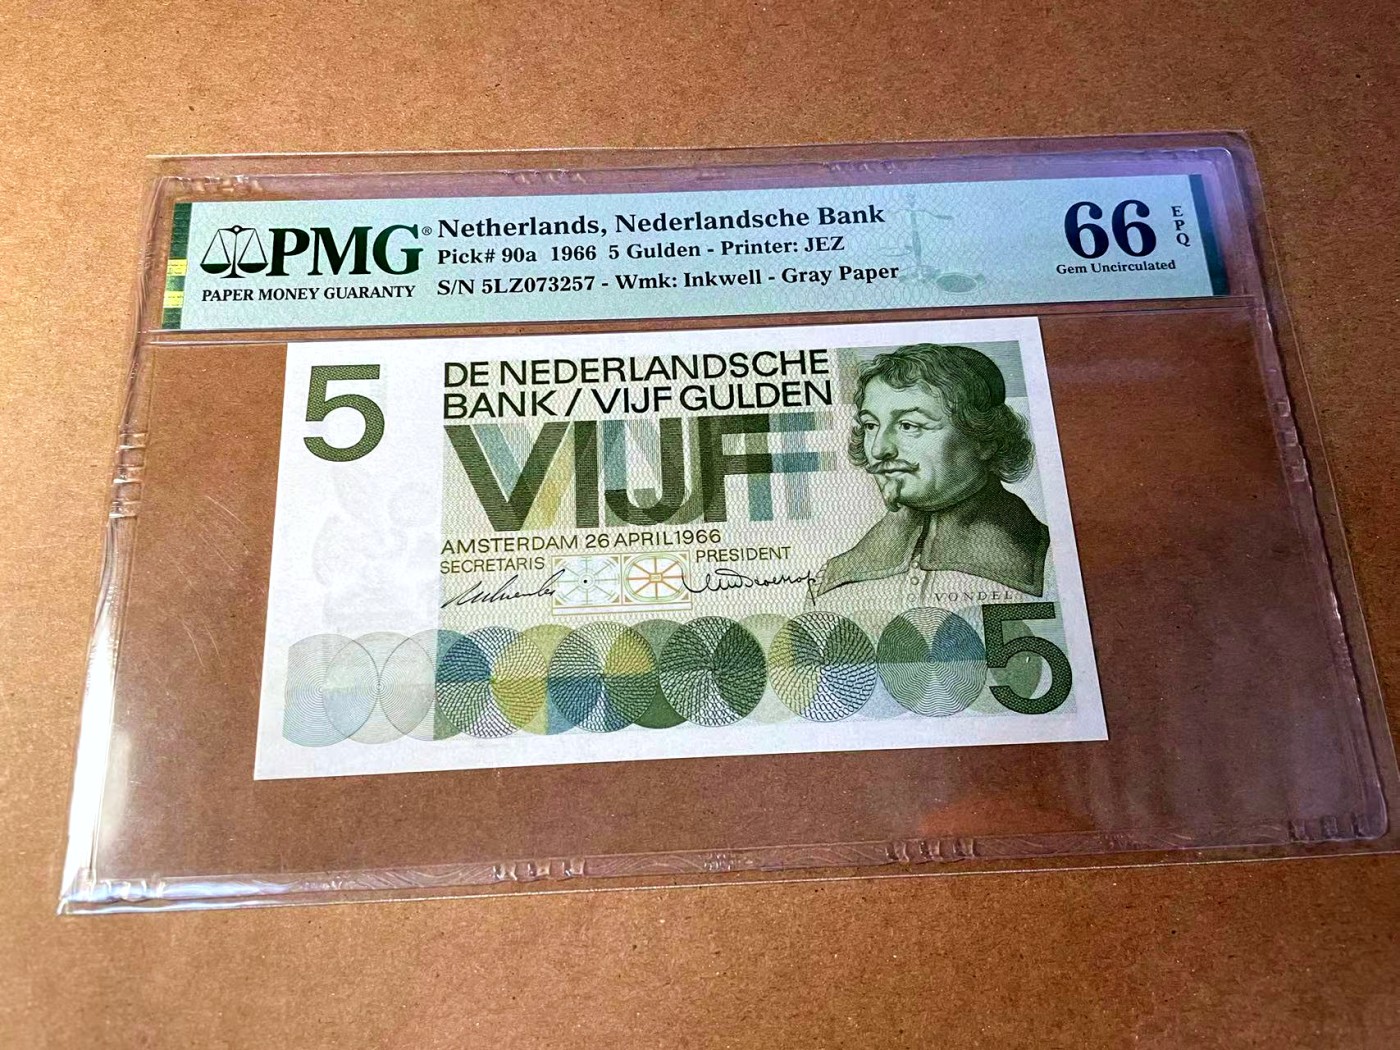 PMG®
PAPER MONEY GUARANTY
Netherlands, Nederlandsche Bank
Pick# 90a 1966 5 Gulden - Printer: JEZ
S/N 5LZ073257 - Wmk: Inkwell - Gray Paper
66
EPQ
Gem Uncirculated
5
DE NEDERLANDSCHE
BANK / VIJF GULDEN
VIJF
AMSTERDAM 26 APRIL 1966
SECRETARIS PRESIDENT
VONDEL
5